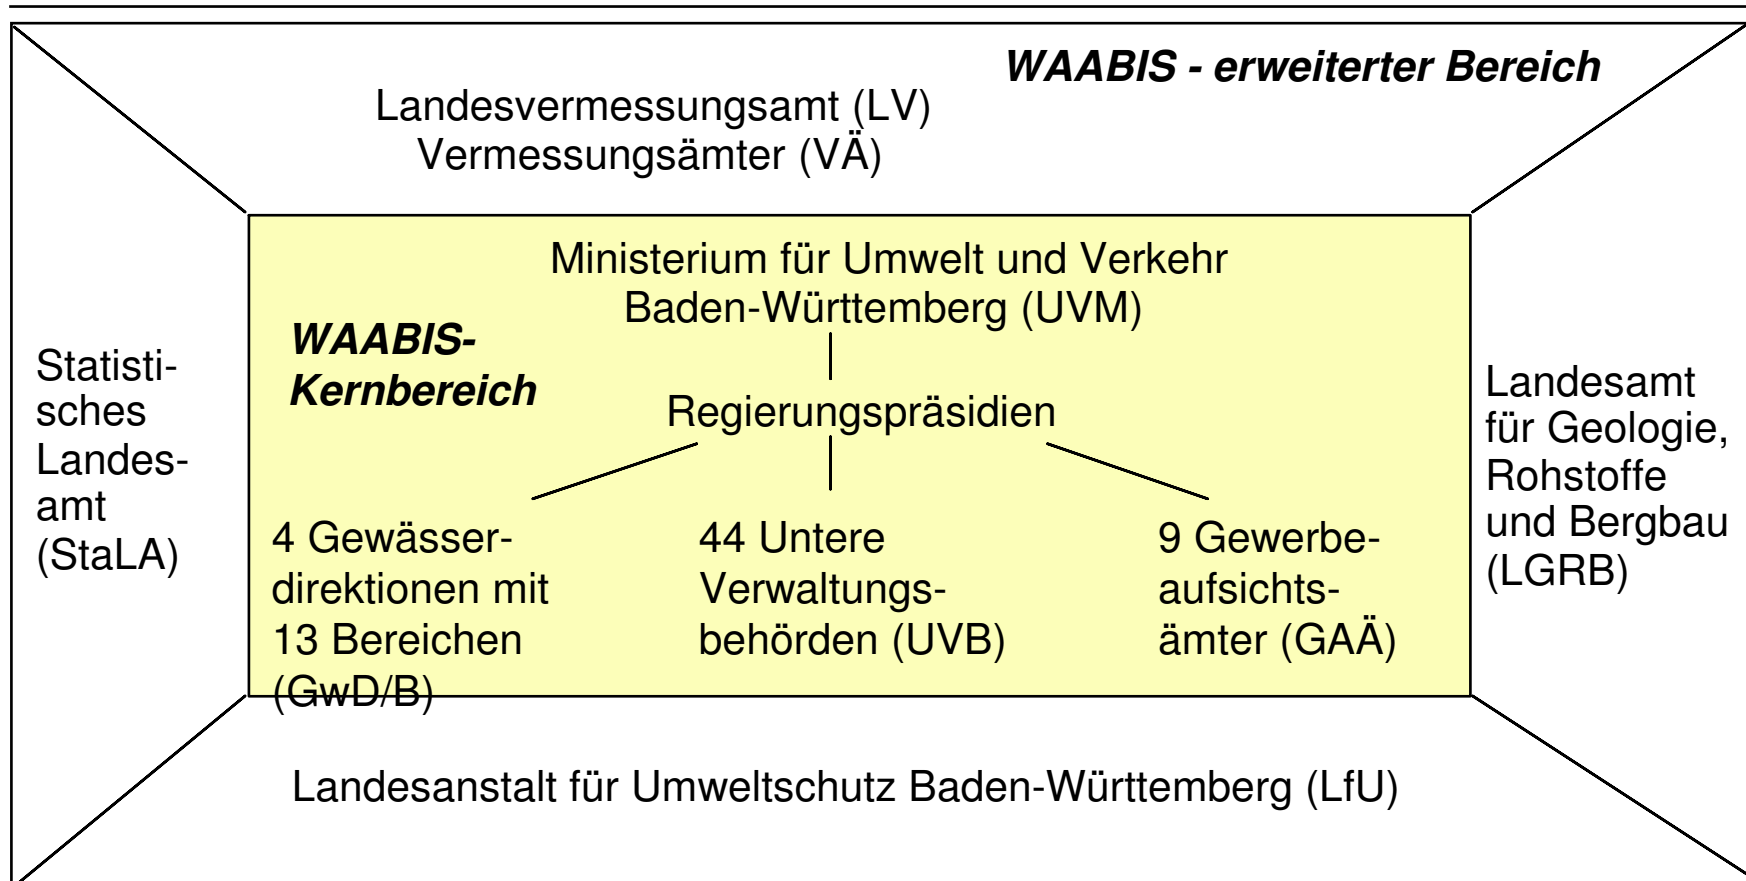 WAABIS - erweiterter Bereich
Landesvermessungsamt (LV)
Vermessungsämter (VÄ)
Ministerium für Umwelt und Verkehr
Baden-Württemberg (UVM)
WAABIS-
Kernbereich
Regierungspräsidien
Statisti-
sches
Landes-
amt
(StaLA)
Landesamt
für Geologie,
Rohstoffe
und Bergbau
(LGRB)
4 Gewässer-
direktionen mit
13 Bereichen
(GwD/B)
44 Untere
Verwaltungs-
behörden (UVB)
9 Gewerbe-
aufsichts-
ämter (GAÄ)
Landesanstalt für Umweltschutz Baden-Württemberg (LfU)